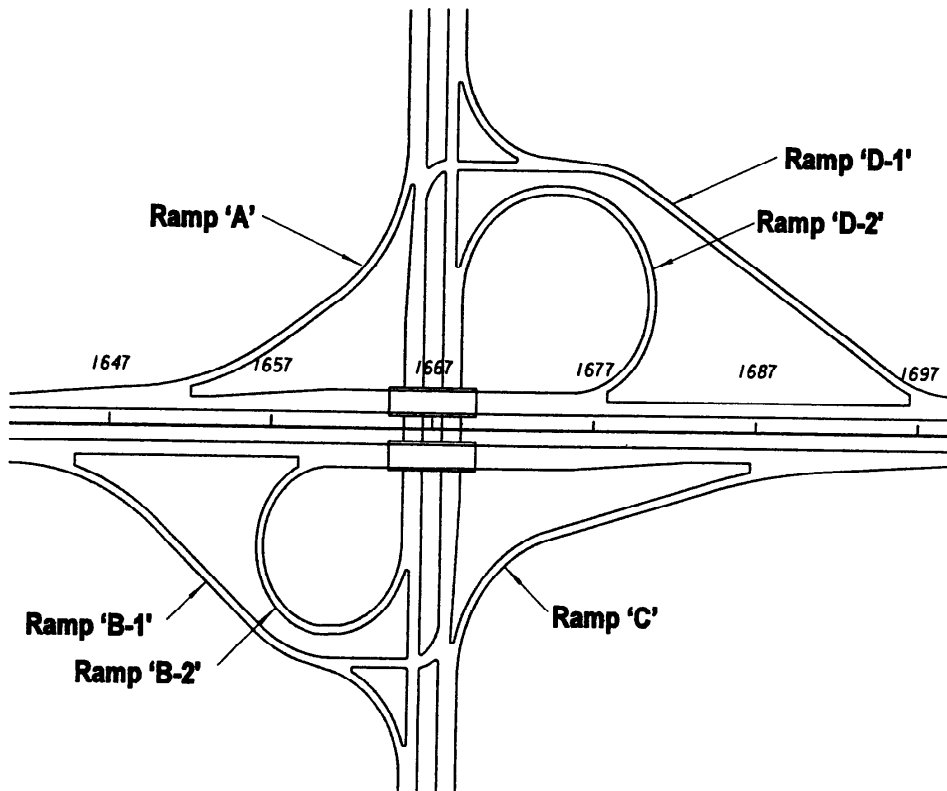 Ramp 'D-1'
Ramp 'A'
Ramp 'D-2'
1647
1657
1667
1677
1687
1697
Ramp 'B-1'
Ramp 'C'
Ramp 'B-2'